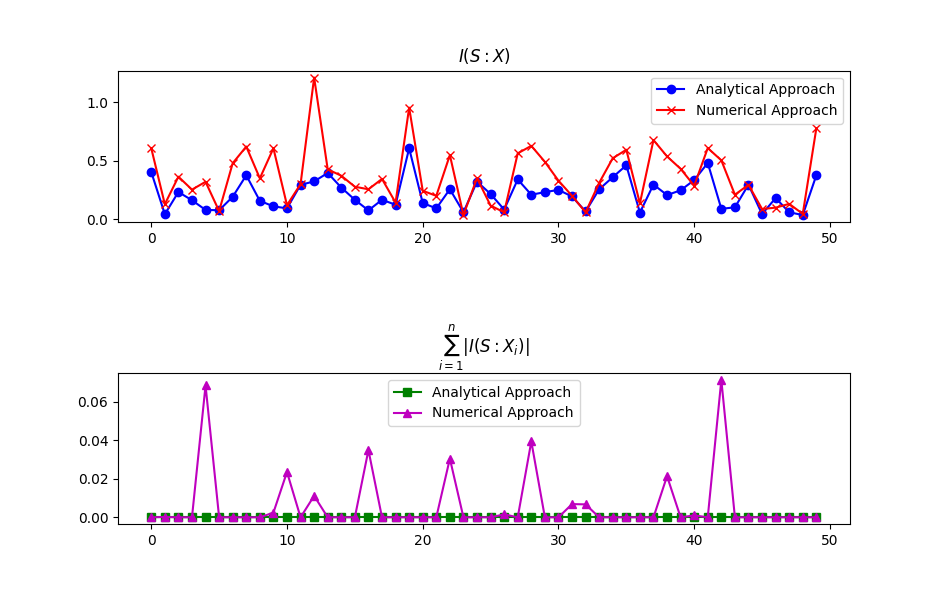 I(S : X)
Analytical Approach
Numerical Approach
1.0
0.5
0.0
0 10 20 30 40 50
n
∑ |I(S : Xᵢ)|
i = 1
Analytical Approach
Numerical Approach
0.06
0.04
0.02
0.00
0 10 20 30 40 50